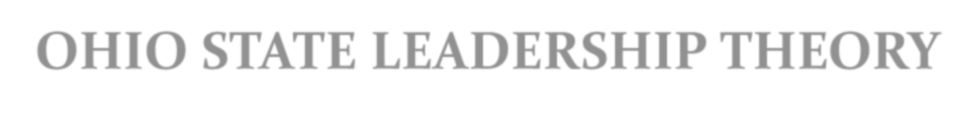 OHIO STATE LEADERSHIP THEORY